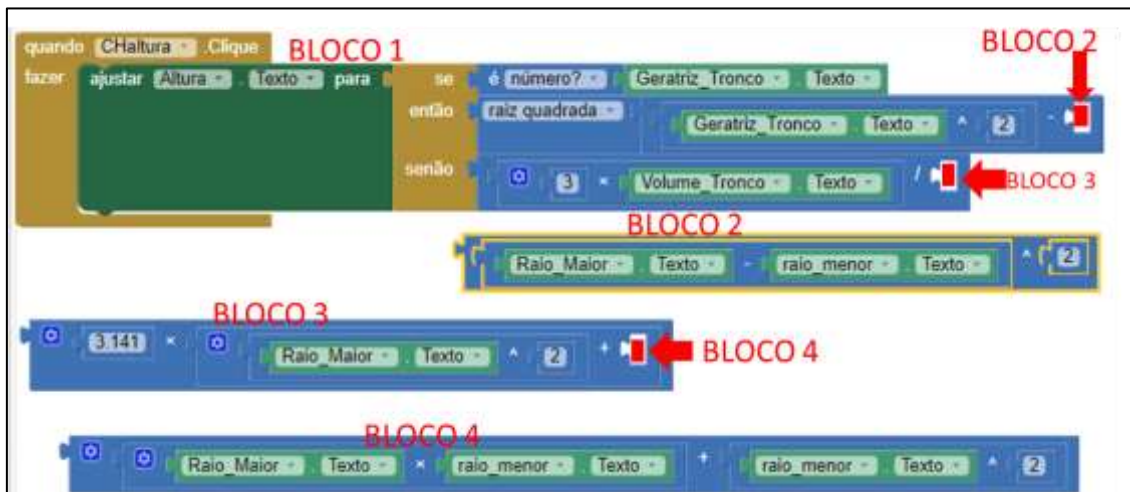 BLOCO 2
quando CHaltura .Clique BLOCO 1
fazer ajustar Altura . Texto para se é número? Geratriz_Tronco . Texto
então raiz quadrada Geratriz_Tronco . Texto ^ 2 -
senão 3 × Volume_Tronco . Texto / BLOCO 3
BLOCO 2
Raio_Maior . Texto - raio_menor . Texto ^ 2
BLOCO 3
3.141 × Raio_Maior . Texto ^ 2 + BLOCO 4
BLOCO 4
Raio_Maior . Texto × raio_menor . Texto + raio_menor . Texto ^ 2